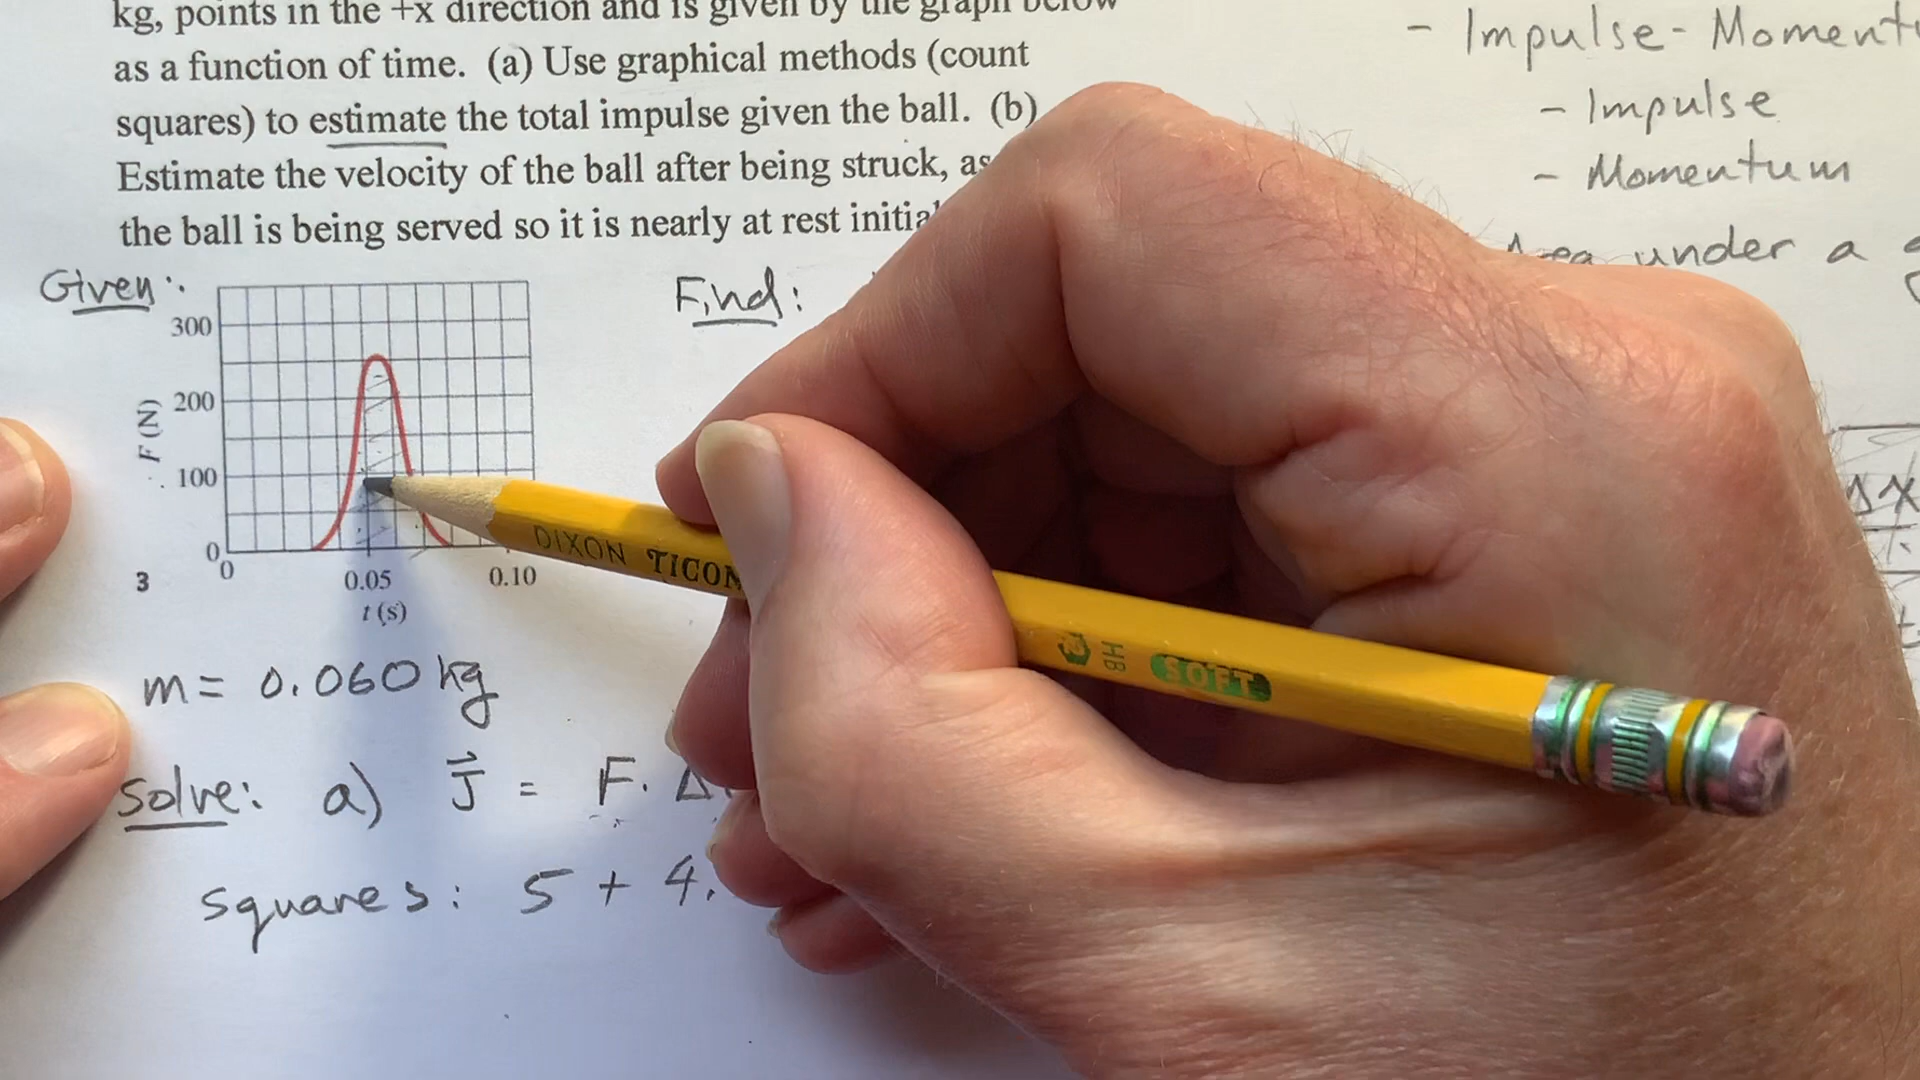 kg, points in the +x direction and is given by the graph below
as a function of time. (a) Use graphical methods (count
squares) to estimate the total impulse given the ball. (b)
Estimate the velocity of the ball after being struck, as
the ball is being served so it is nearly at rest
Given:
300
200
100
0
F (N)
0
0.05
0.10
t (s)
3
Find:
m = 0.060 kg
Solve: a) J⃗ = F. Δ
squares: 5 + 4.
- Impulse -
- Impulse
- Momentum
under a
ΔX
DIXON
HB
SOFT